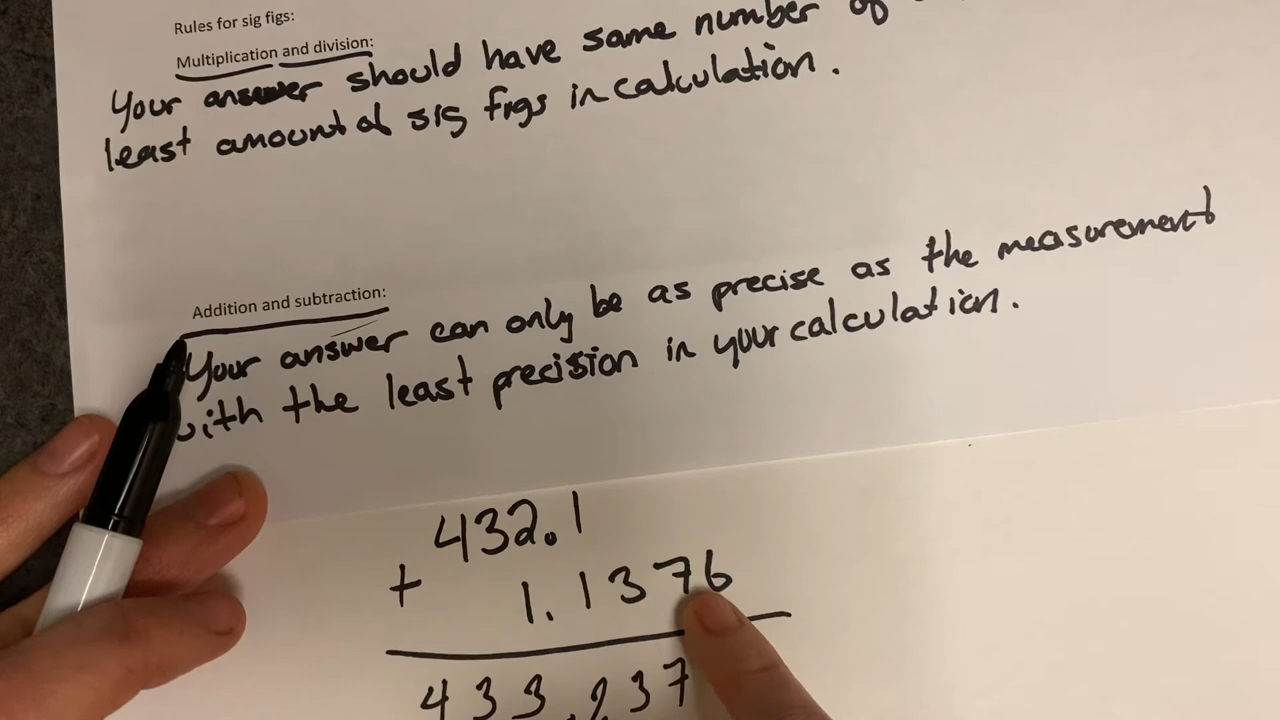 Rules for sig figs:
Multiplication and division:
Your answer should have same number of
least amount of sig figs in calculation.
Addition and subtraction:
Your answer can only be as precise as the measurement
with the least precision in your calculation.
432.1
+ 1.1376
433.237